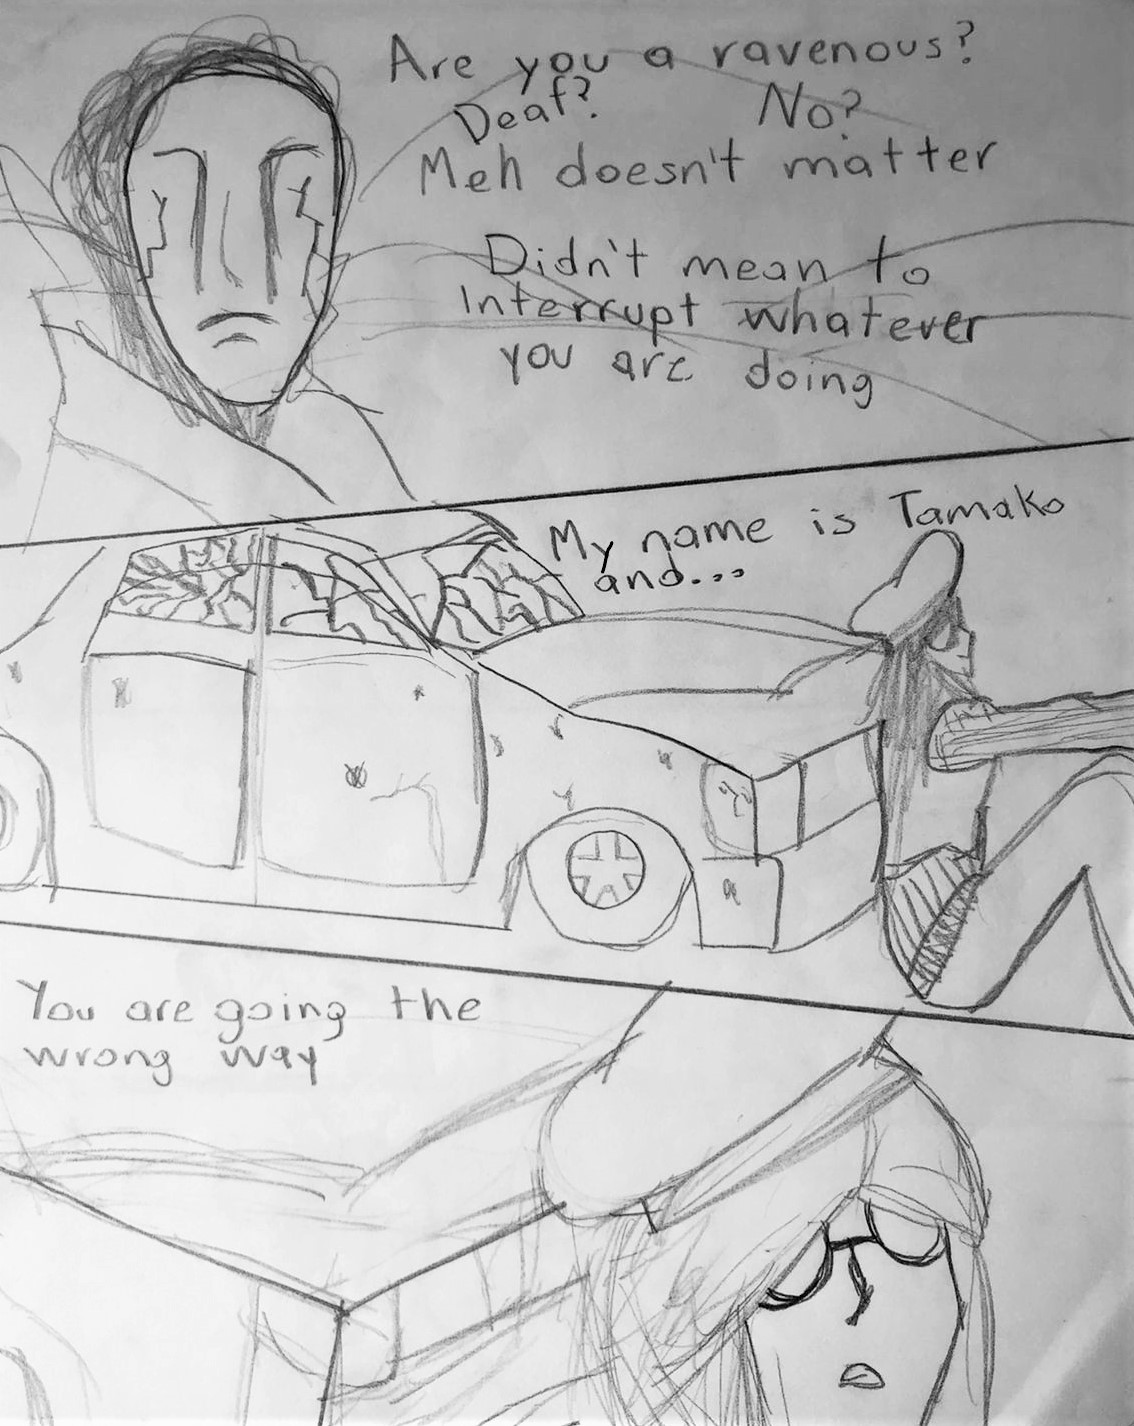 Are you a ravenous?
Deaf? No?
Meh doesn't matter
Didn't mean to
Interrupt whatever
you are doing
My name is Tamako
and...
You are going the
wrong way